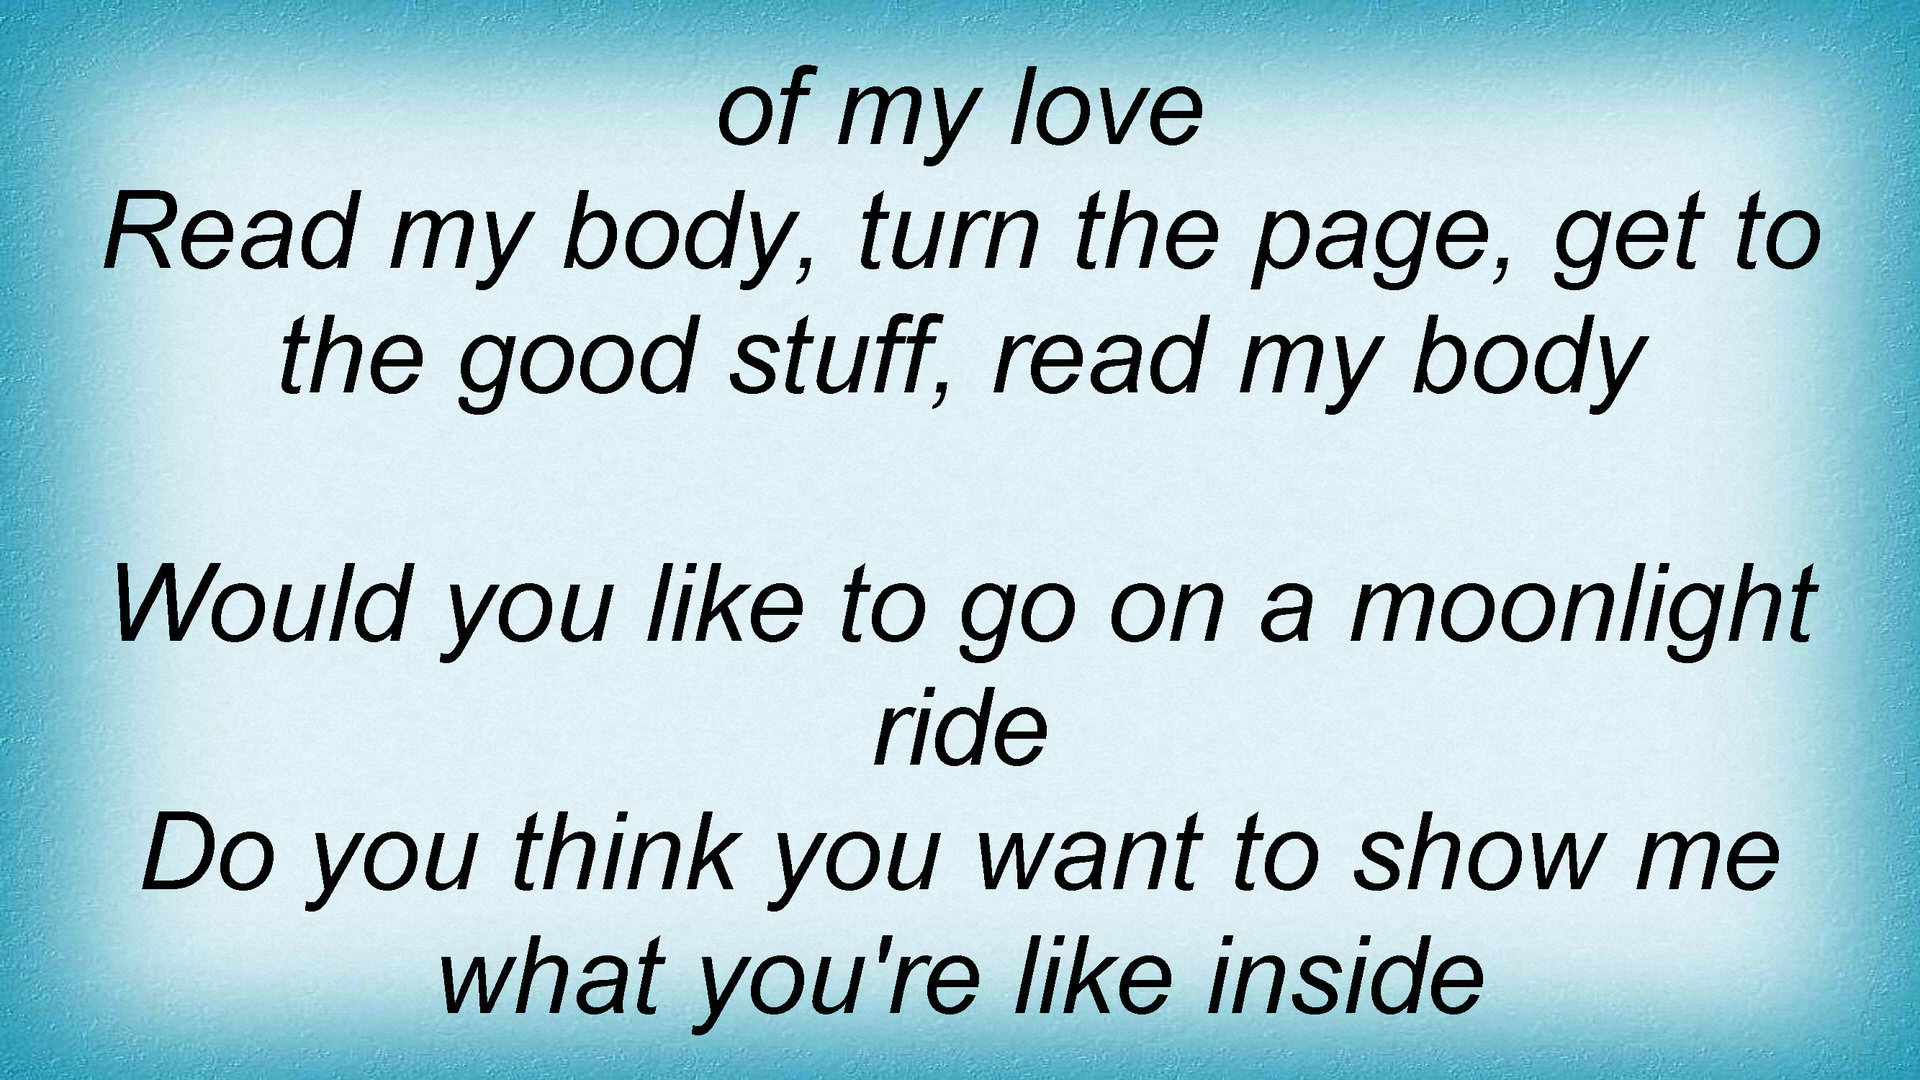 of my love
Read my body, turn the page, get to
the good stuff, read my body
Would you like to go on a moonlight
ride
Do you think you want to show me
what you're like inside